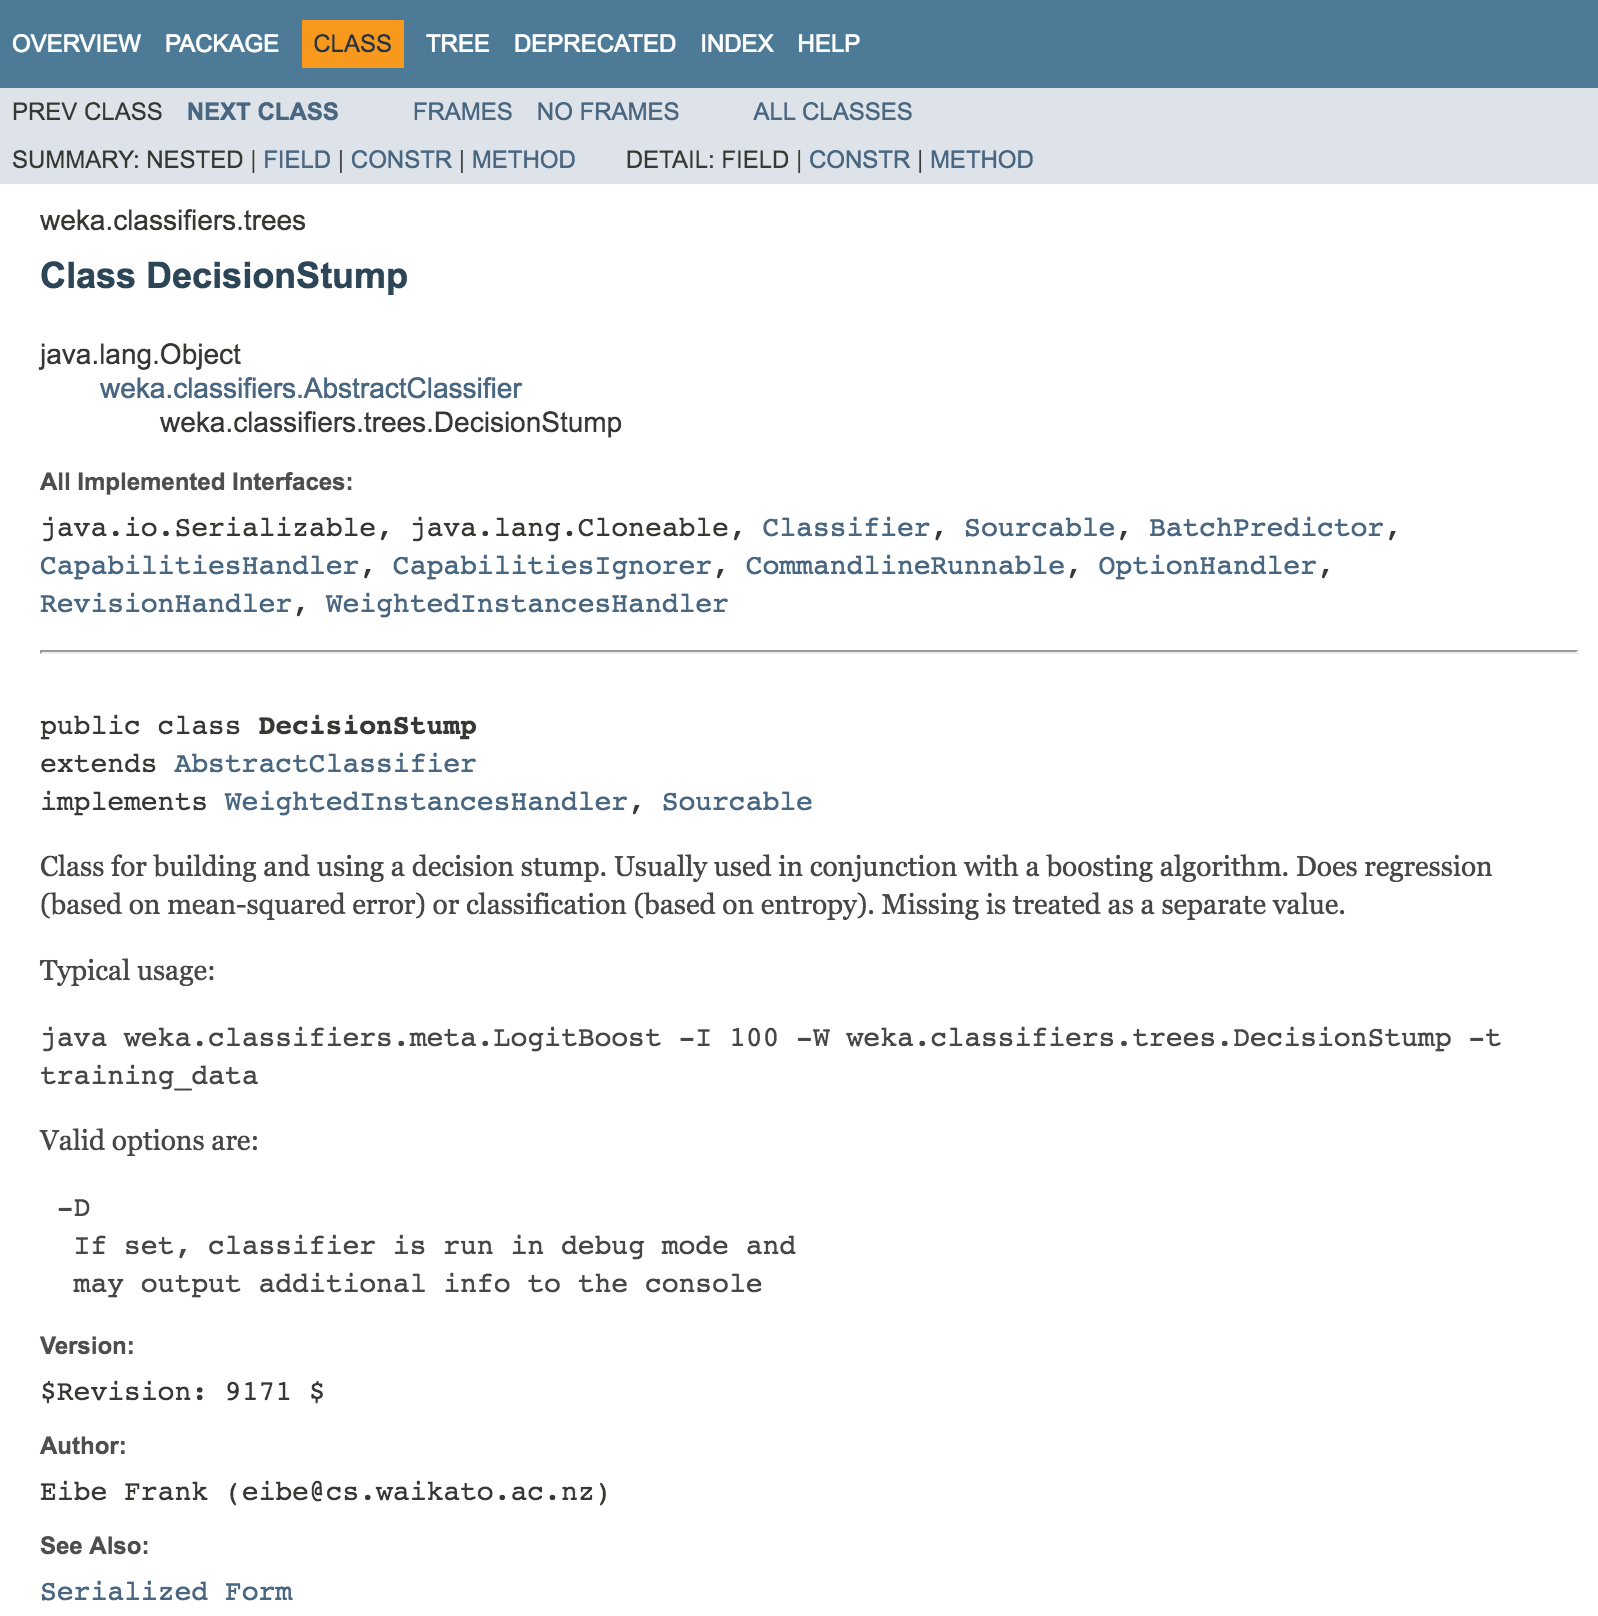 OVERVIEW PACKAGE CLASS TREE DEPRECATED INDEX HELP
PREV CLASS NEXT CLASS FRAMES NO FRAMES ALL CLASSES
SUMMARY: NESTED | FIELD | CONSTR | METHOD DETAIL: FIELD | CONSTR | METHOD
weka.classifiers.trees
Class DecisionStump
java.lang.Object
weka.classifiers.AbstractClassifier
weka.classifiers.trees.DecisionStump
All Implemented Interfaces:
java.io.Serializable, java.lang.Cloneable, Classifier, Sourcable, BatchPredictor,
CapabilitiesHandler, CapabilitiesIgnorer, CommandlineRunnable, OptionHandler,
RevisionHandler, WeightedInstancesHandler
public class DecisionStump
extends AbstractClassifier
implements WeightedInstancesHandler, Sourcable
Class for building and using a decision stump. Usually used in conjunction with a boosting algorithm. Does regression
(based on mean-squared error) or classification (based on entropy). Missing is treated as a separate value.
Typical usage:
java weka.classifiers.meta.LogitBoost -I 100 -W weka.classifiers.trees.DecisionStump -t
training_data
Valid options are:
-D
If set, classifier is run in debug mode and
may output additional info to the console
Version:
$Revision: 9171 $
Author:
Eibe Frank (eibe@cs.waikato.ac.nz)
See Also:
Serialized Form